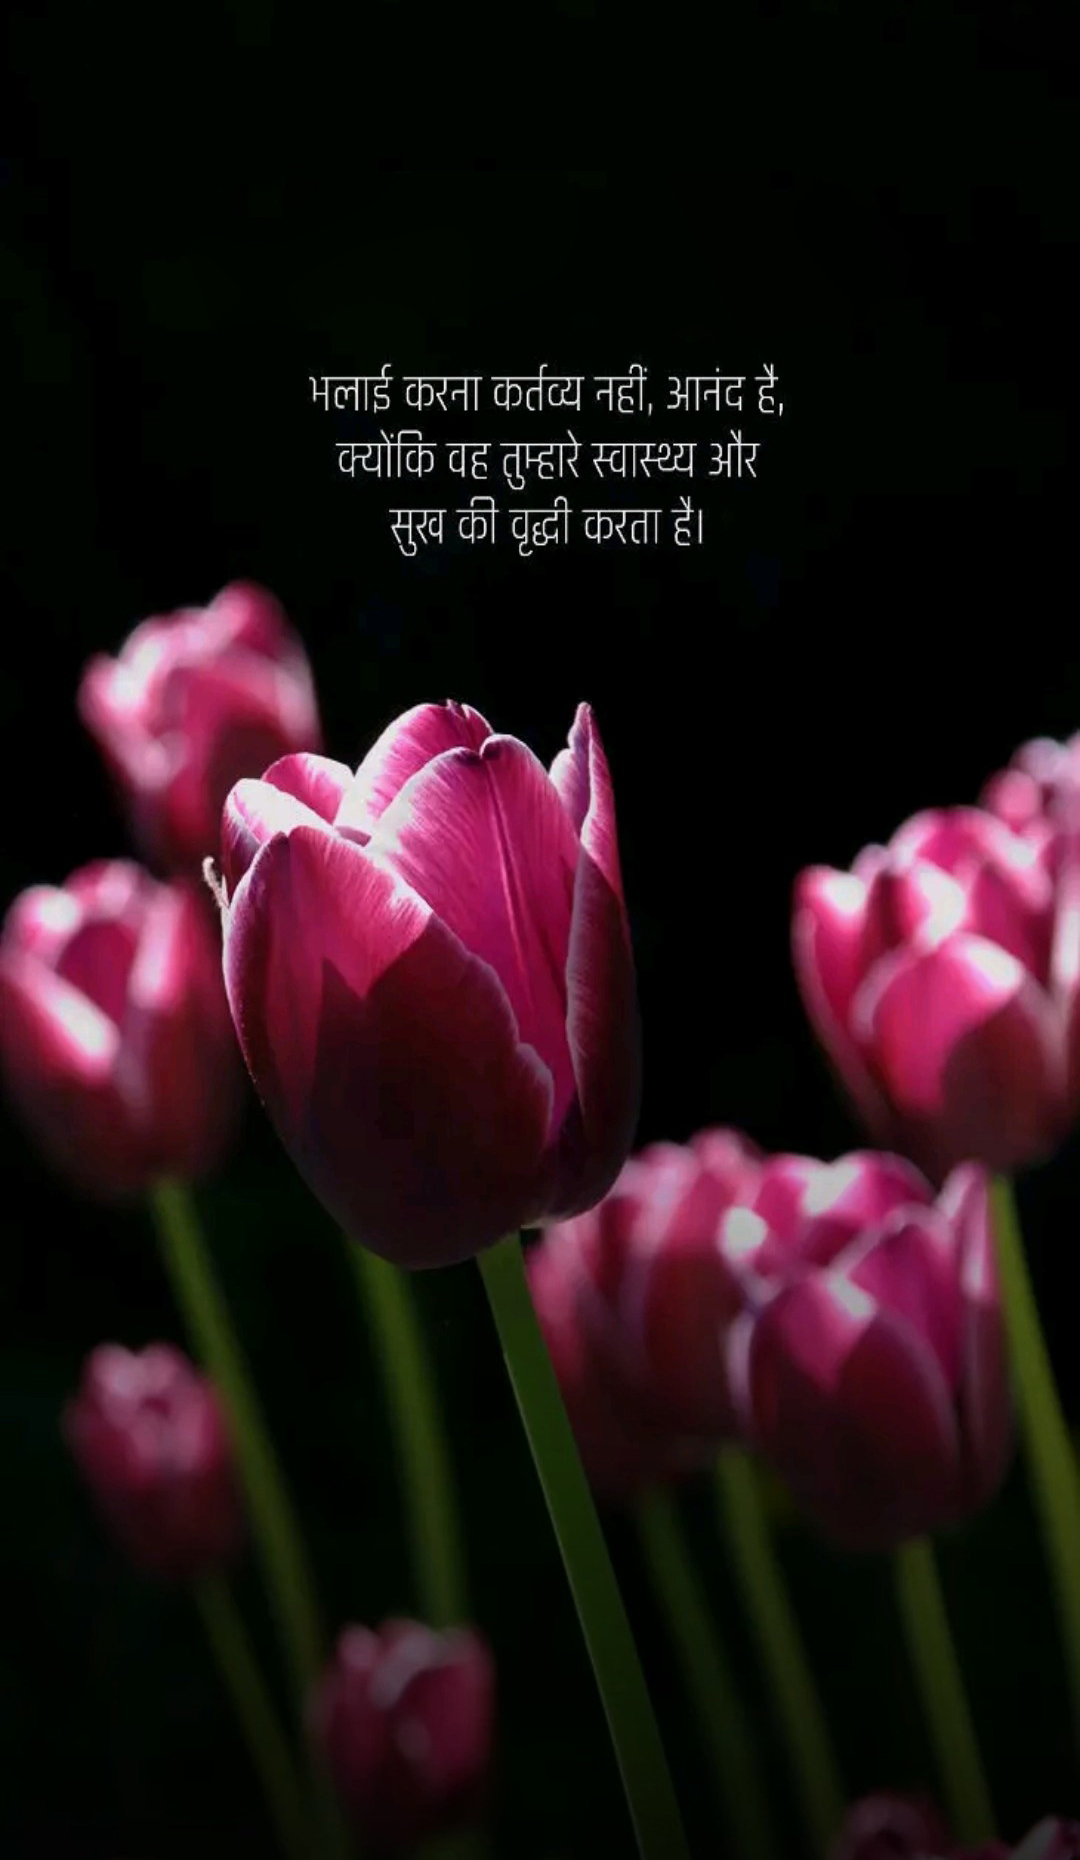 भलाई करना कर्तव्य नहीं, आनंद है,
क्योंकि वह तुम्हारे स्वास्थ्य और
सुख की वृद्धी करता है।